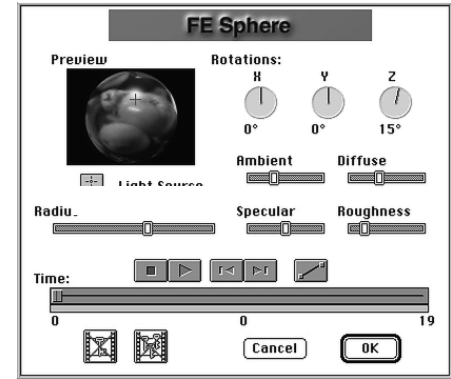 FE Sphere
Preview
Rotations:
X Y Z
0° 0° 15°
Ambient Diffuse
Light Source
Specular Roughness
Time:
0 0 19
Cancel OK